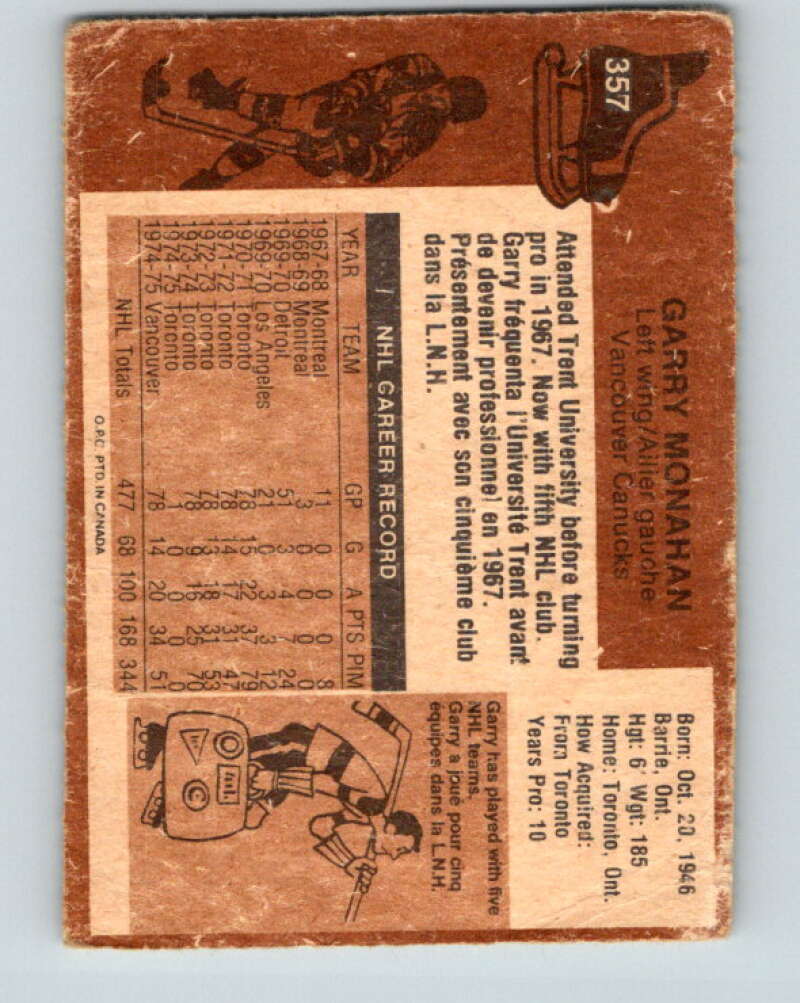 357
GARRY MONAHAN
Left wing/Ailier gauche
Vancouver Canucks
Born: Oct. 20, 1946
Barrie, Ont.
Hgt: 6' Wgt: 185
Home: Toronto, Ont.
How Acquired:
From Toronto
Years Pro: 10
Attended Trent University before turning
pro in 1967. Now with fifth NHL club.
Garry fréquenta l'Université Trent avant
de devenir professionnel en 1967.
Présentement avec son cinquième club
dans la L.N.H.
NHL CAREER RECORD
YEAR TEAM GP G A PTS PIM
1967-68 Montreal 11 0 0 0 8
1968-69 Montreal 3 0 0 0 0
1969-70 Detroit 51 3 4 7 24
1969-70 Los Angeles 21 0 3 3 12
1970-71 Toronto 78 15 22 37 79
1971-72 Toronto 78 14 17 31 47
1972-73 Toronto 78 13 18 31 53
1973-74 Toronto 78 9 16 25 70
1974-75 Toronto 1 0 0 0 0
1974-75 Vancouver 78 14 20 34 51
NHL Totals 477 68 100 168 344
Garry has played with five
NHL teams.
Garry a joué pour cinq
équipes dans la L.N.H.
C
O.P.C. PTD. IN CANADA